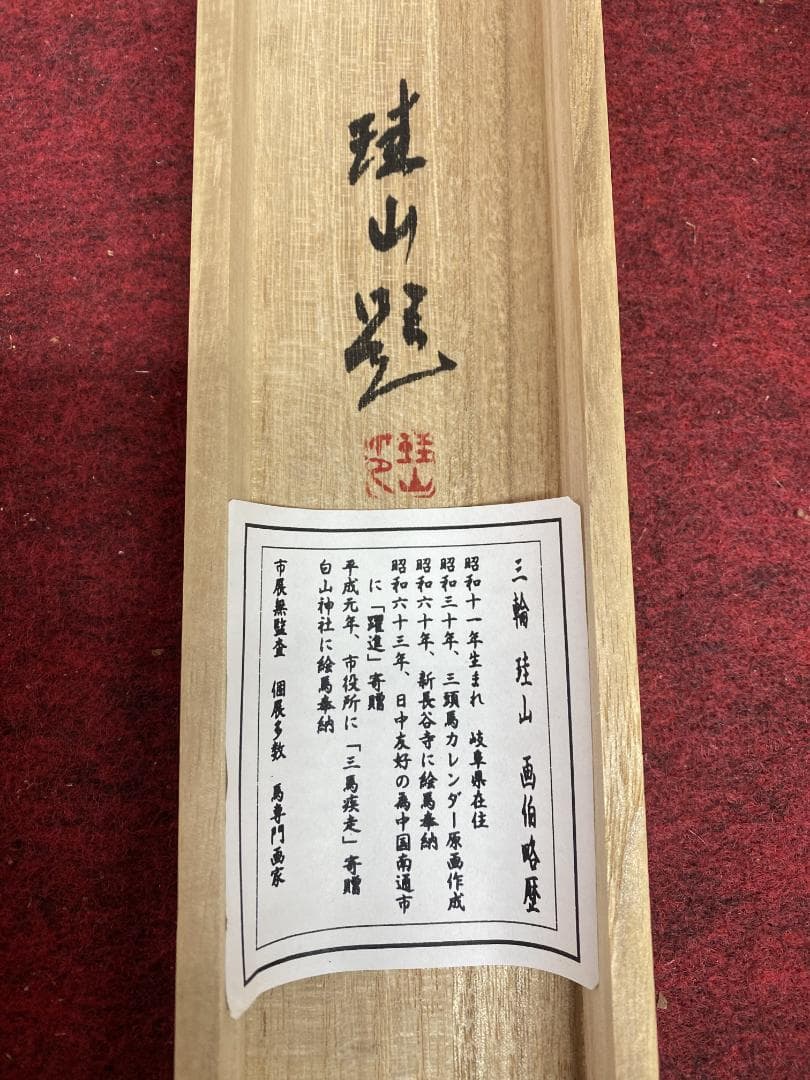 珪山題
珪山
三輪 珪山 画伯略歴
昭和十一年生まれ 岐阜県在住
昭和三十年、三頭馬カレンダー原画作成
昭和六十年、新長谷寺に絵馬奉納
昭和六十三年、日中友好の為中国南通市
に「躍進」寄贈
平成元年、市役所に「三馬疾走」寄贈
白山神社に絵馬奉納
市展無監査 個展多数 馬専門画家